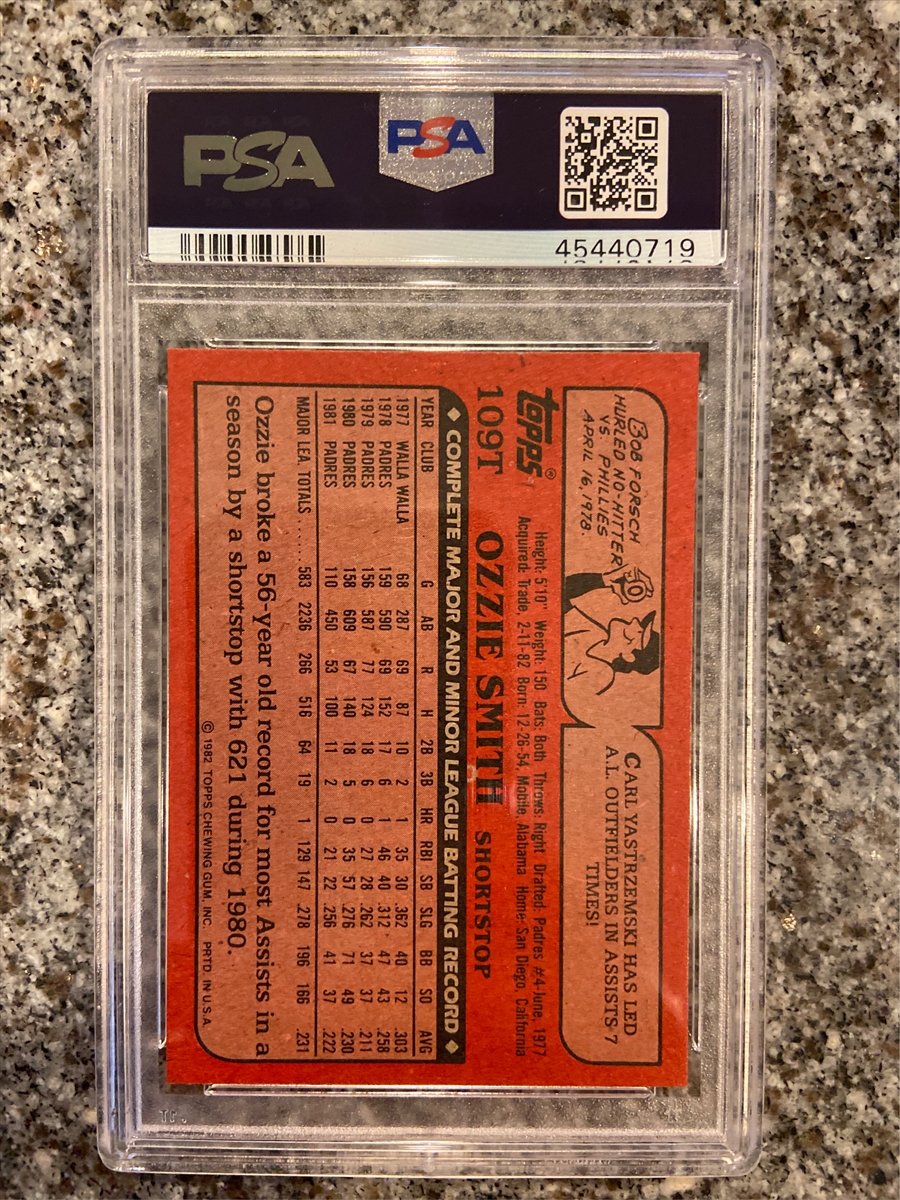 PSA
PSA
45440719
BOB FORSCH
HURLED NO-HITTER
VS PHILLIES
APRIL 16, 1978.
CARL YASTRZEMSKI HAS LED
A.L. OUTFIELDERS IN ASSISTS-7
TIMES!
topps®
109T OZZIE SMITH SHORTSTOP
Height: 5'10" Weight: 150 Bats: Both Throws: Right Drafted: Padres #4-June, 1977
Acquired: Trade, 2-11-82 Born: 12-26-54, Mobile, Alabama Home: San Diego, California
◆ COMPLETE MAJOR AND MINOR LEAGUE BATTING RECORD ◆
YEAR CLUB G AB R H 2B 3B HR RBI SB SLG BB SO AVG
1977 WALLA WALLA 68 287 69 87 10 2 1 35 30 .362 40 12 .303
1978 PADRES 159 590 69 152 17 6 1 46 40 .312 47 43 .258
1979 PADRES 156 587 77 124 18 6 0 27 28 .262 37 37 .211
1980 PADRES 158 609 67 140 18 5 0 35 57 .276 71 49 .230
1981 PADRES 110 450 53 100 11 2 0 21 22 .256 41 37 .222
MAJOR LEA. TOTALS ...... 583 2236 266 516 64 19 1 129 147 .278 196 166 .231
Ozzie broke a 56-year old record for most Assists in a
season by a shortstop with 621 during 1980.
© 1982 TOPPS CHEWING GUM, INC. PRTD. IN U.S.A.